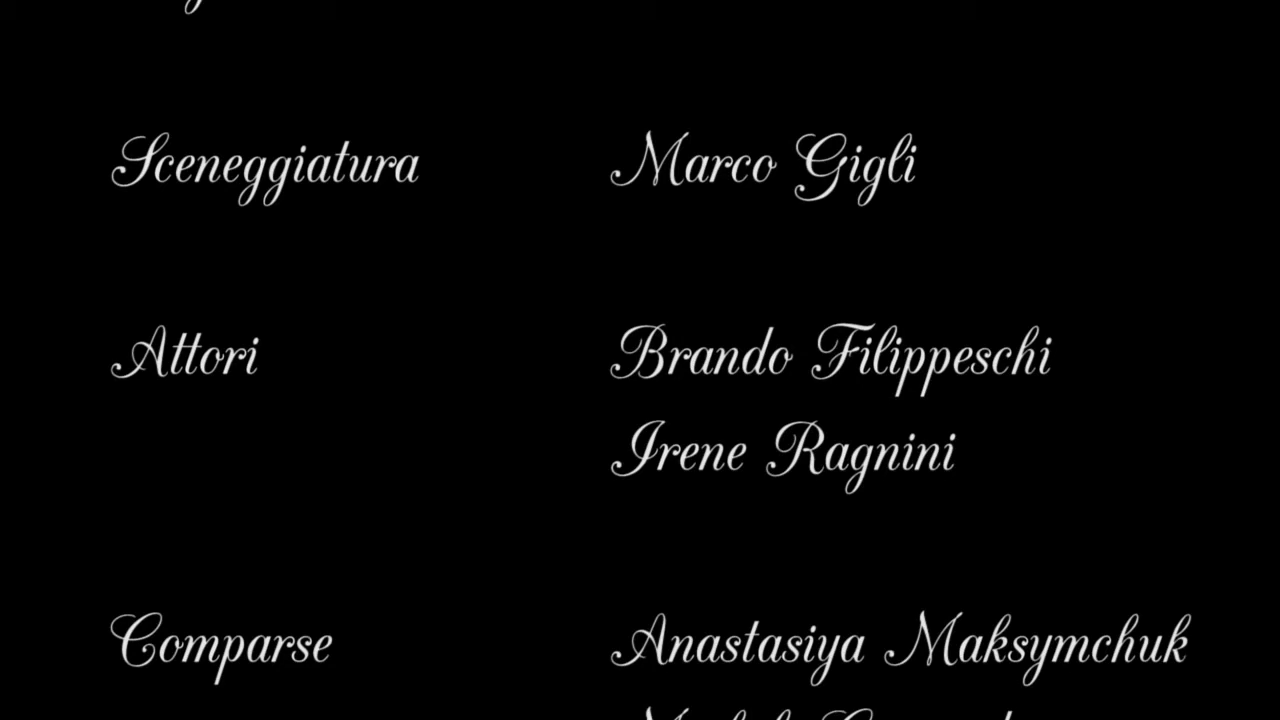 Sceneggiatura Marco Gigli
Attori Brando Filippeschi
Irene Ragnini
Comparse Anastasiya Maksymchuk